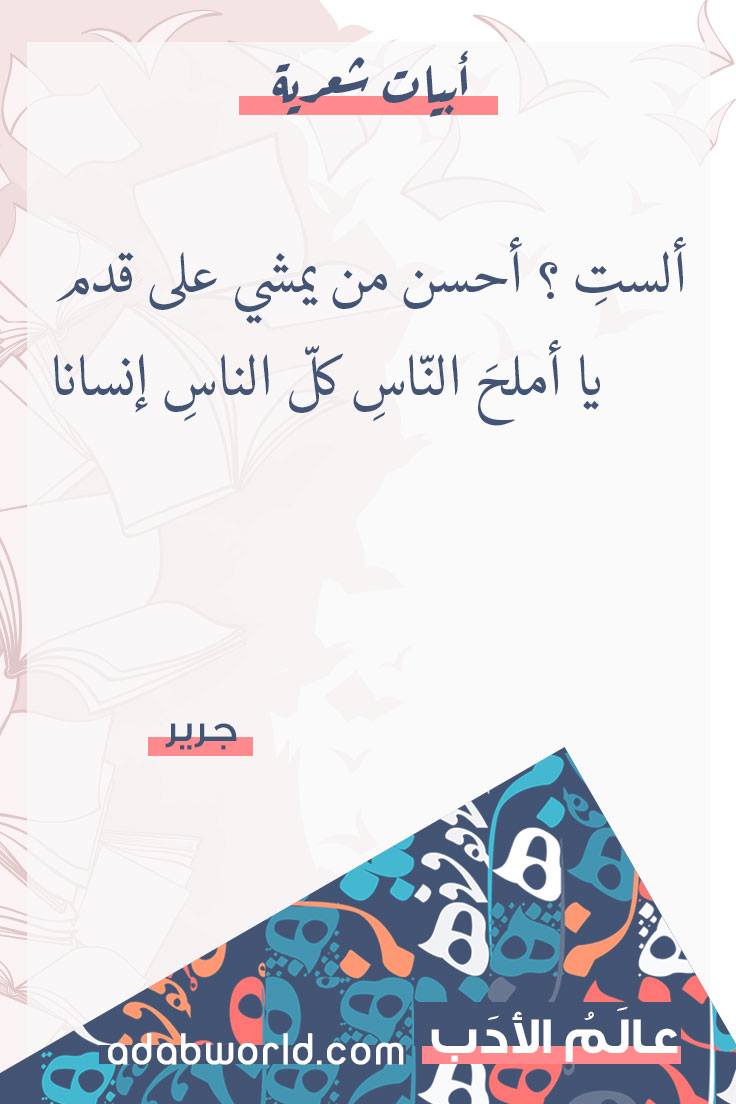 أبيات شعرية
ألستِ ؟ أحسن من يمشي على قدم
يا أملحَ النّاسِ كلّ الناسِ إنسانا
جرير
عالَمُ الأدَب
adabworld.com